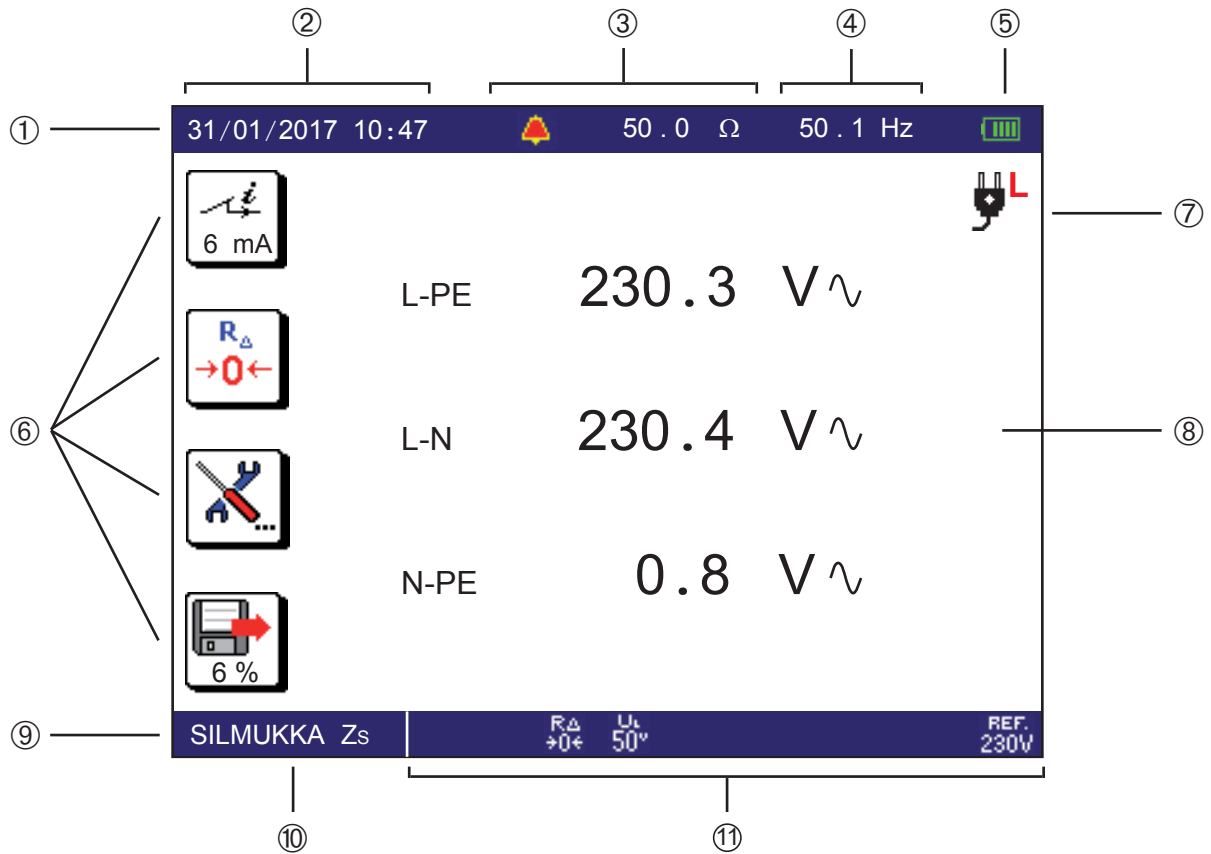 ② ③ ④ ⑤
① 31/01/2017 10:47 50.0 Ω 50.1 Hz
i
6 mA
L ⑦
L-PE 230.3 V
RΔ
→0←
⑥ L-N 230.4 V ⑧
...
N-PE 0.8 V
6 %
⑨ SILMUKKA Zs RΔ →0← UL 50V REF. 230V
⑩ ⑪